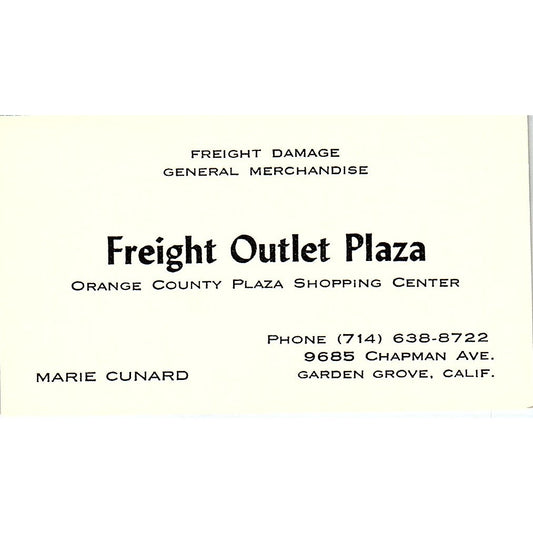 FREIGHT DAMAGE
GENERAL MERCHANDISE
Freight Outlet Plaza
ORANGE COUNTY PLAZA SHOPPING CENTER
PHONE (714) 638-8722
9685 CHAPMAN AVE.
MARIE CUNARD GARDEN GROVE, CALIF.